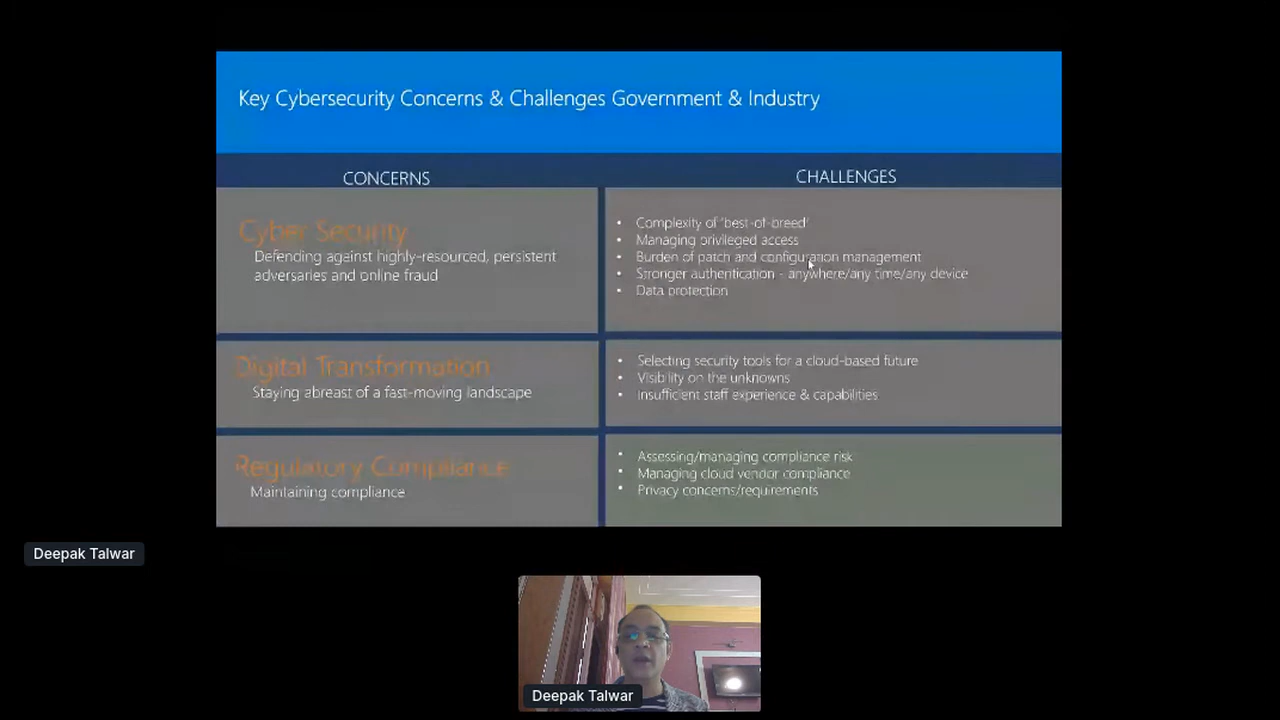 Key Cybersecurity Concerns & Challenges Government & Industry
CONCERNS
CHALLENGES
Cyber Security
Defending against highly-resourced, persistent
adversaries and online fraud
• Complexity of 'best-of-breed'
• Managing privileged access
• Burden of patch and configuration management
• Stronger authentication - anywhere/any time/any device
• Data protection
Digital Transformation
Staying abreast of a fast-moving landscape
• Selecting security tools for a cloud-based future
• Visibility on the unknowns
• Insufficient staff experience & capabilities
Regulatory Compliance
Maintaining compliance
• Assessing/managing compliance risk
• Managing cloud vendor compliance
• Privacy concerns/requirements
Deepak Talwar
Deepak Talwar